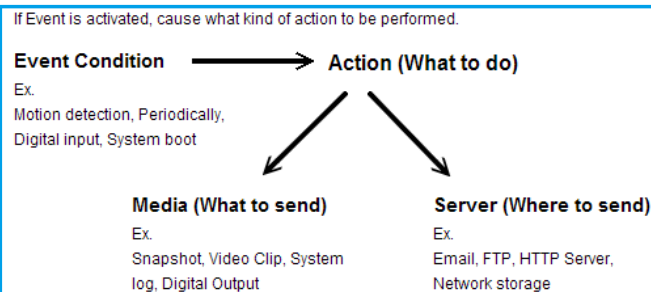 If Event is activated, cause what kind of action to be performed.
Event Condition
Action (What to do)
Ex.
Motion detection, Periodically,
Digital input, System boot
Media (What to send)
Ex.
Snapshot, Video Clip, System
log, Digital Output
Server (Where to send)
Ex.
Email, FTP, HTTP Server,
Network storage